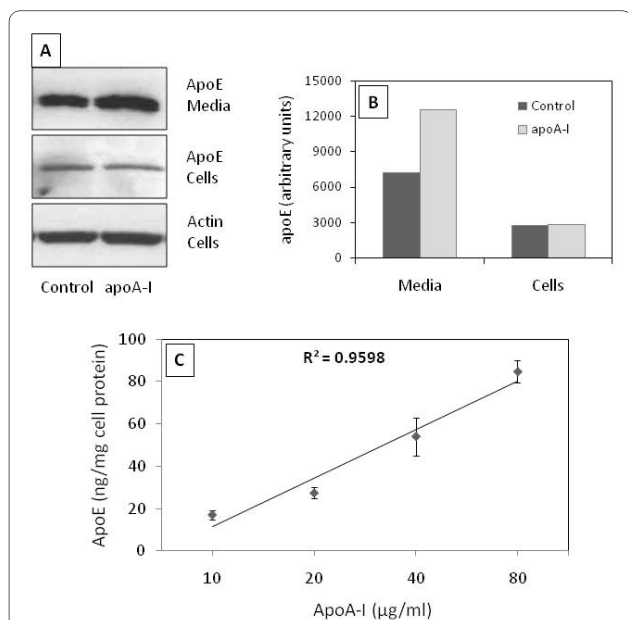 A
ApoE
Media
ApoE
Cells
Actin
Cells
Control apoA-I
B
15000
12000
9000
6000
3000
0
apoE (arbitrary units)
Control
apoA-I
Media Cells
C
R² = 0.9598
100
80
60
40
20
0
ApoE (ng/mg cell protein)
10 20 40 80
ApoA-I (µg/ml)